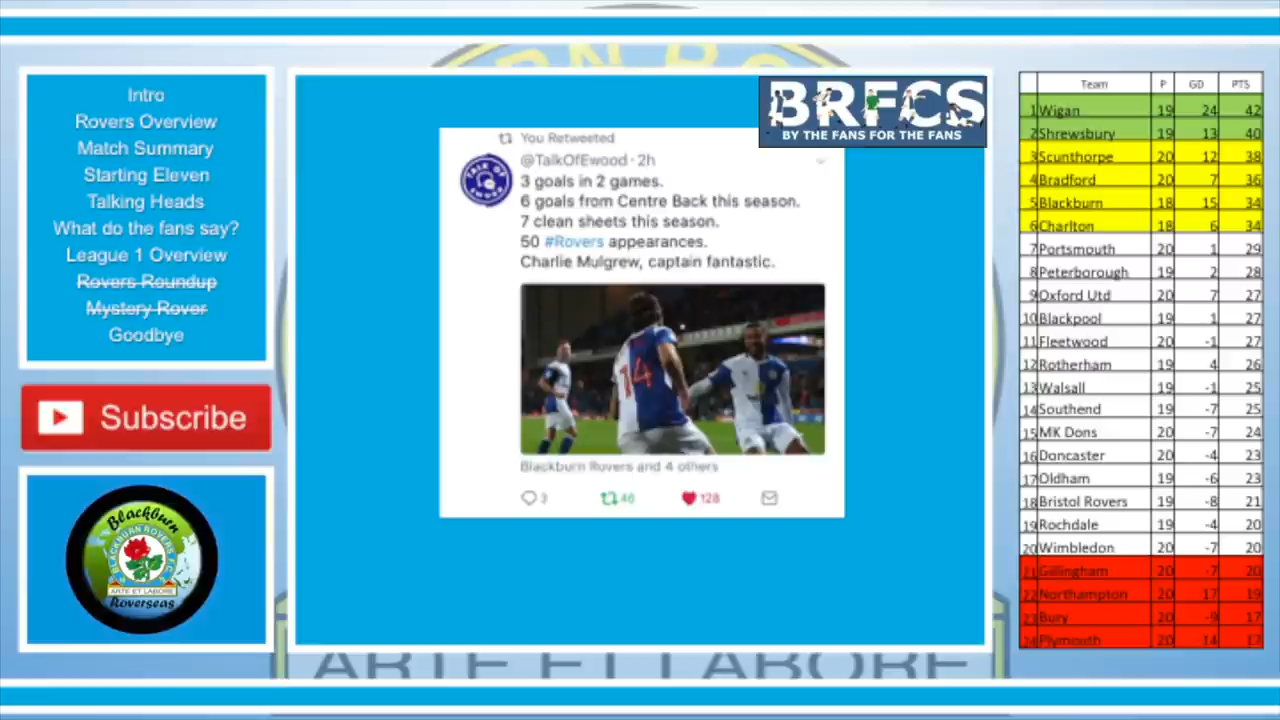 Intro
Rovers Overview
Match Summary
Starting Eleven
Talking Heads
What do the fans say?
League 1 Overview
Rovers Roundup
Mystery Rover
Goodbye
Subscribe
Blackburn
BLACKBURN ROVERS F.C.
ARTE ET LABORE
Roverseas
BRFCS
BY THE FANS FOR THE FANS
You Retweeted
@TalkOfEwood · 2h
TALK OF EWOOD
3 goals in 2 games.
6 goals from Centre Back this season.
7 clean sheets this season.
50 #Rovers appearances.
Charlie Mulgrew, captain fantastic.
14
Blackburn Rovers and 4 others
3 46 128
Team P GD PTS
1 Wigan 19 24 42
2 Shrewsbury 19 13 40
3 Scunthorpe 20 12 38
4 Bradford 20 7 36
5 Blackburn 18 15 34
6 Charlton 18 6 34
7 Portsmouth 20 1 29
8 Peterborough 19 2 28
9 Oxford Utd 20 7 27
10 Blackpool 19 1 27
11 Fleetwood 20 -1 27
12 Rotherham 19 4 26
13 Walsall 19 -1 25
14 Southend 19 -7 25
15 MK Dons 20 -7 24
16 Doncaster 20 -4 23
17 Oldham 19 -6 23
18 Bristol Rovers 19 -8 21
19 Rochdale 19 -4 20
20 Wimbledon 20 -7 20
21 Gillingham 20 -7 20
22 Northampton 20 17 19
23 Bury 20 -9 17
24 Plymouth 20 14 17
ARTE ET LABORE